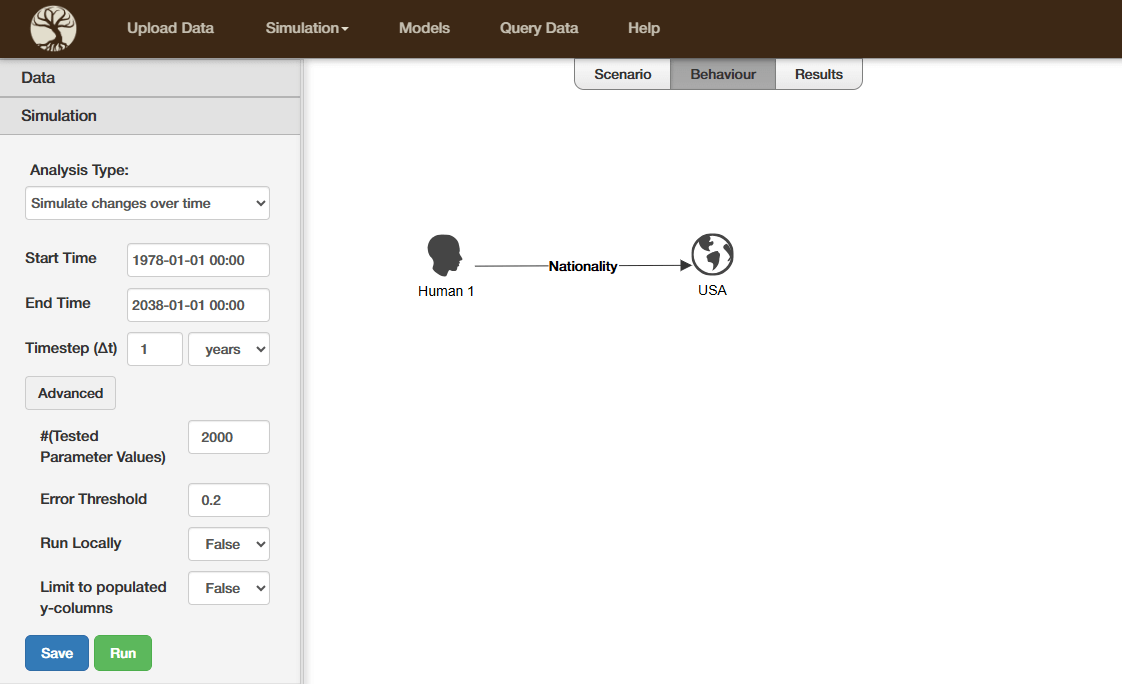 Upload Data Simulation Models Query Data Help
Data
Scenario Behaviour Results
Simulation
Analysis Type:
Simulate changes over time
Start Time 1978-01-01 00:00
End Time 2038-01-01 00:00
Timestep (Δt) 1 years
Advanced
#(Tested
Parameter Values) 2000
Error Threshold 0.2
Run Locally False
Limit to populated
y-columns False
Save Run
Nationality
Human 1 USA